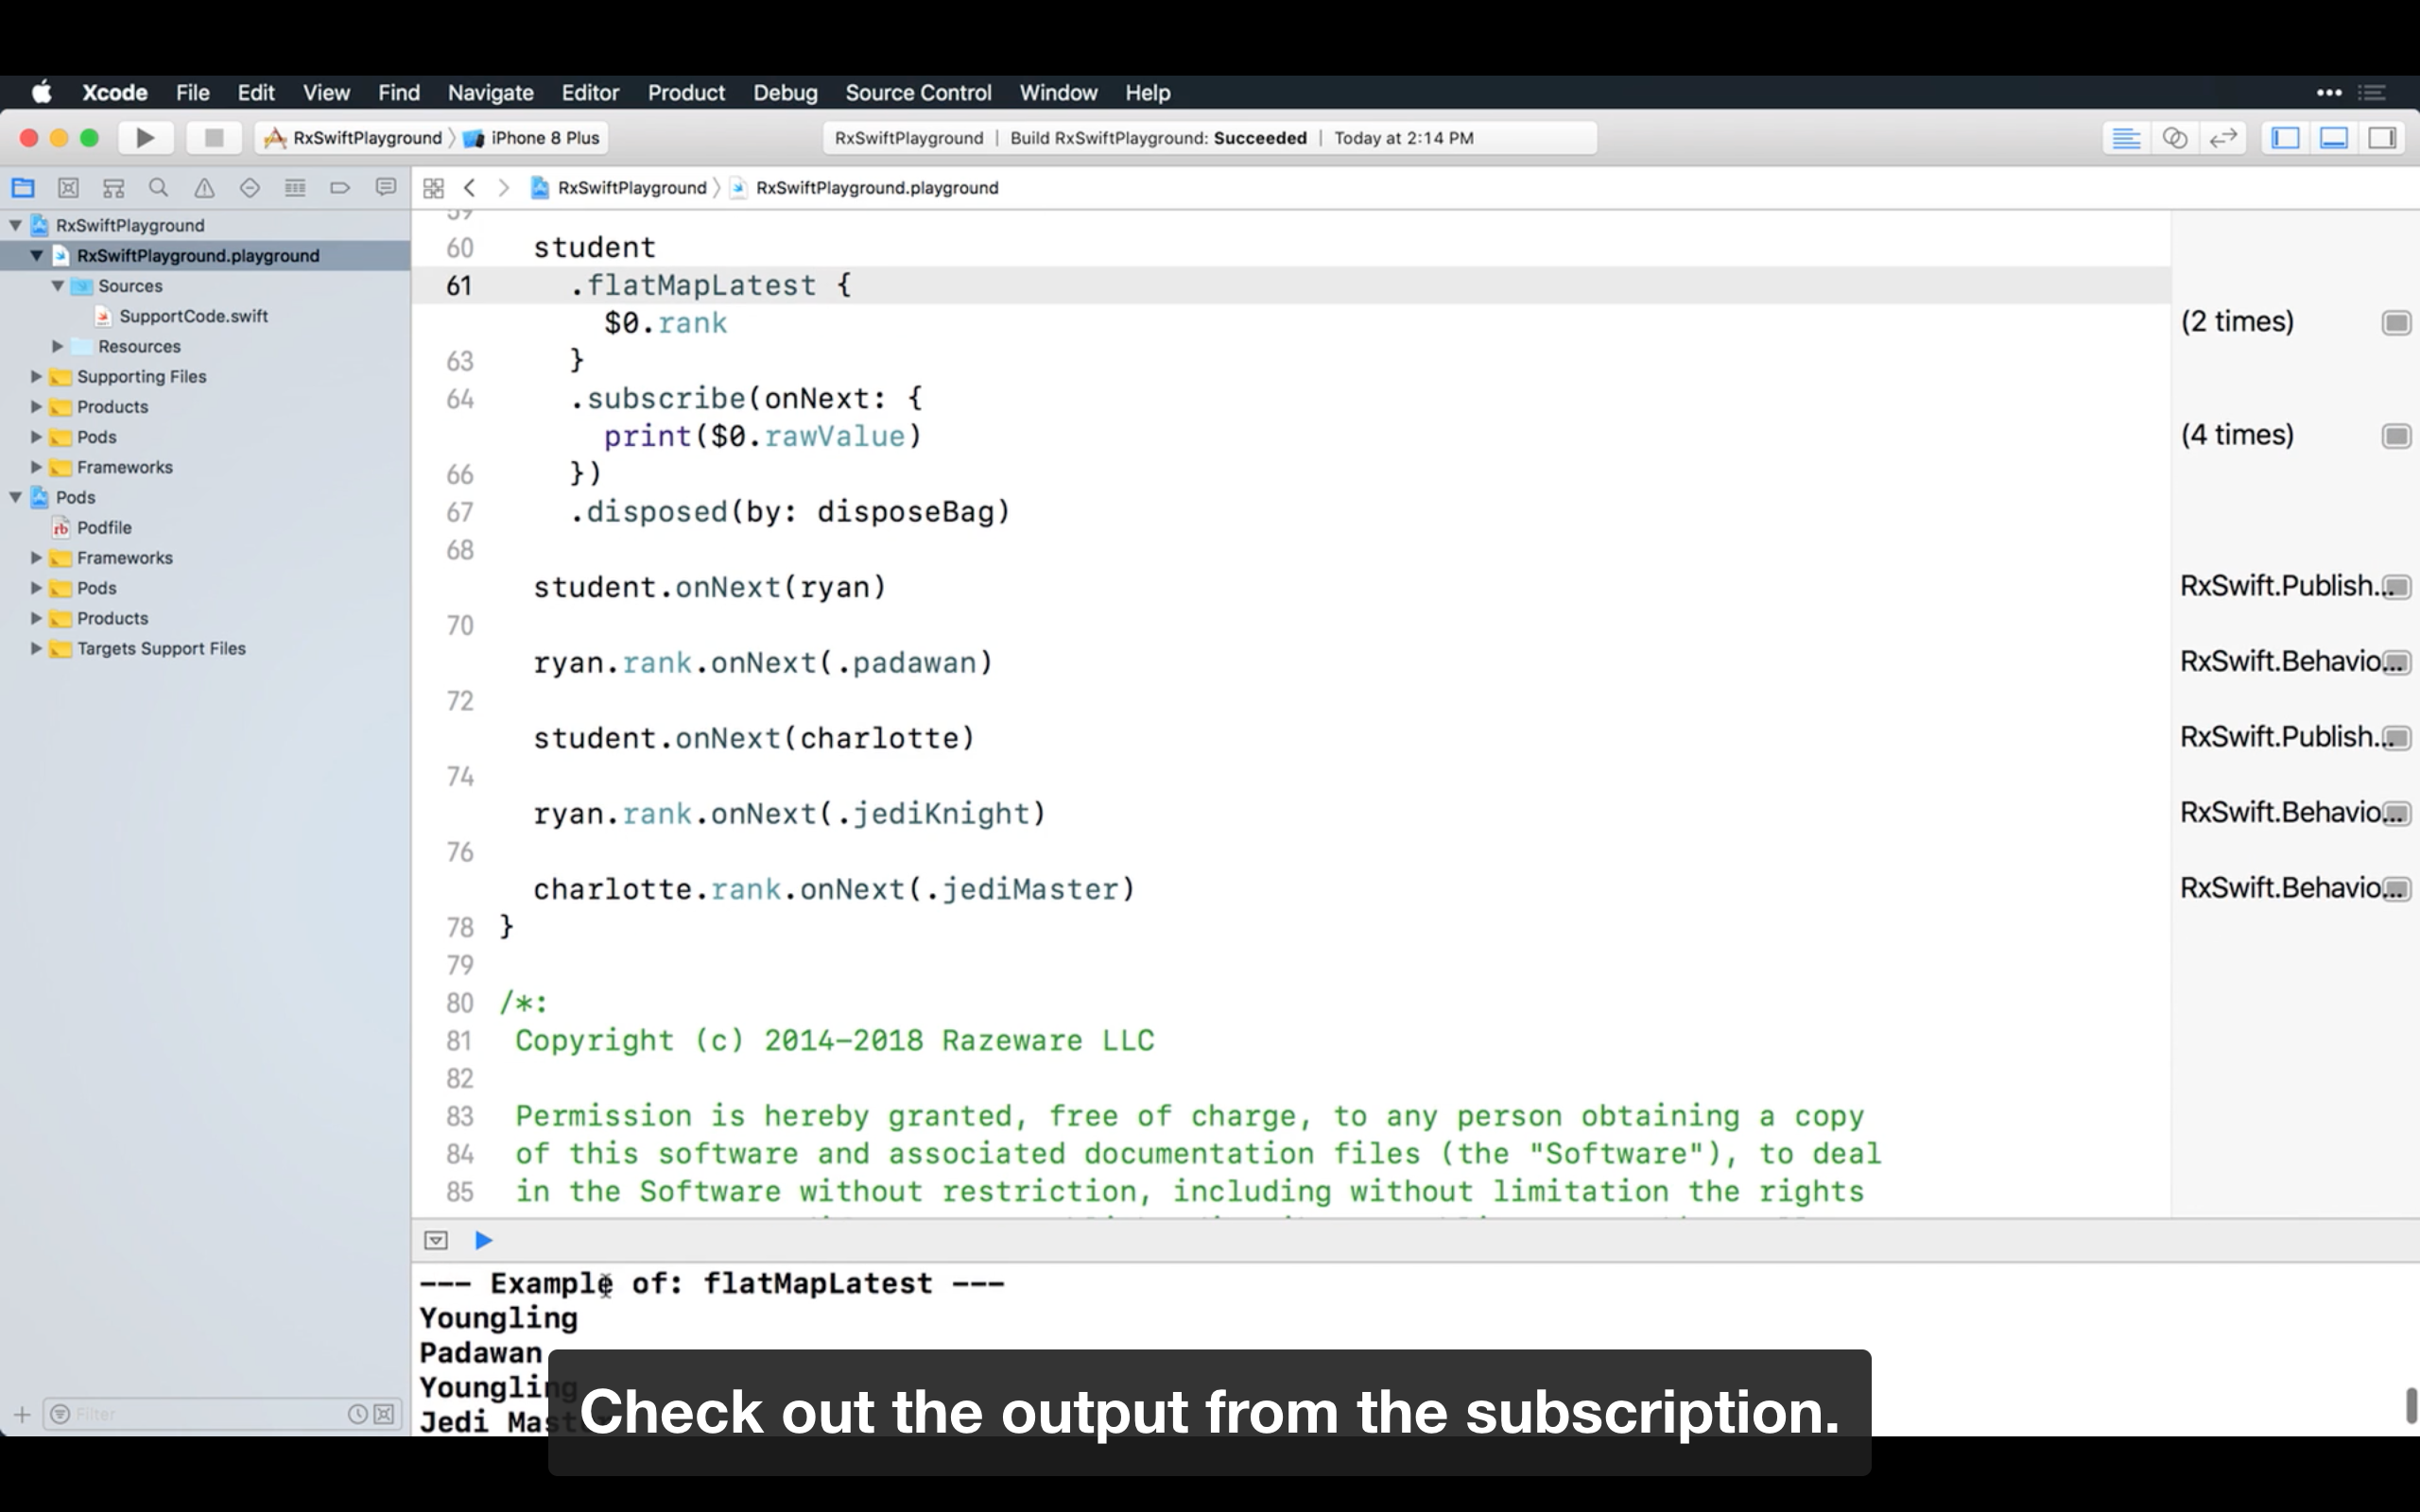 Xcode File Edit View Find Navigate Editor Product Debug Source Control Window Help
RxSwiftPlayground iPhone 8 Plus RxSwiftPlayground | Build RxSwiftPlayground: Succeeded | Today at 2:14 PM
RxSwiftPlayground RxSwiftPlayground.playground
RxSwiftPlayground
RxSwiftPlayground.playground
Sources
SupportCode.swift
Resources
Supporting Files
Products
Pods
Frameworks
Pods
rb Podfile
Frameworks
Pods
Products
Targets Support Files
Filter
59
60 student
61 .flatMapLatest {
$0.rank (2 times)
63 }
64 .subscribe(onNext: {
print($0.rawValue) (4 times)
66 })
67 .disposed(by: disposeBag)
68
student.onNext(ryan) RxSwift.Publish...
70
ryan.rank.onNext(.padawan) RxSwift.Behavio...
72
student.onNext(charlotte) RxSwift.Publish...
74
ryan.rank.onNext(.jediKnight) RxSwift.Behavio...
76
charlotte.rank.onNext(.jediMaster) RxSwift.Behavio...
78 }
79
80 /*:
81 Copyright (c) 2014-2018 Razeware LLC
82
83 Permission is hereby granted, free of charge, to any person obtaining a copy
84 of this software and associated documentation files (the "Software"), to deal
85 in the Software without restriction, including without limitation the rights
--- Example of: flatMapLatest ---
Youngling
Padawan
Youngling
Jedi Mas
Check out the output from the subscription.